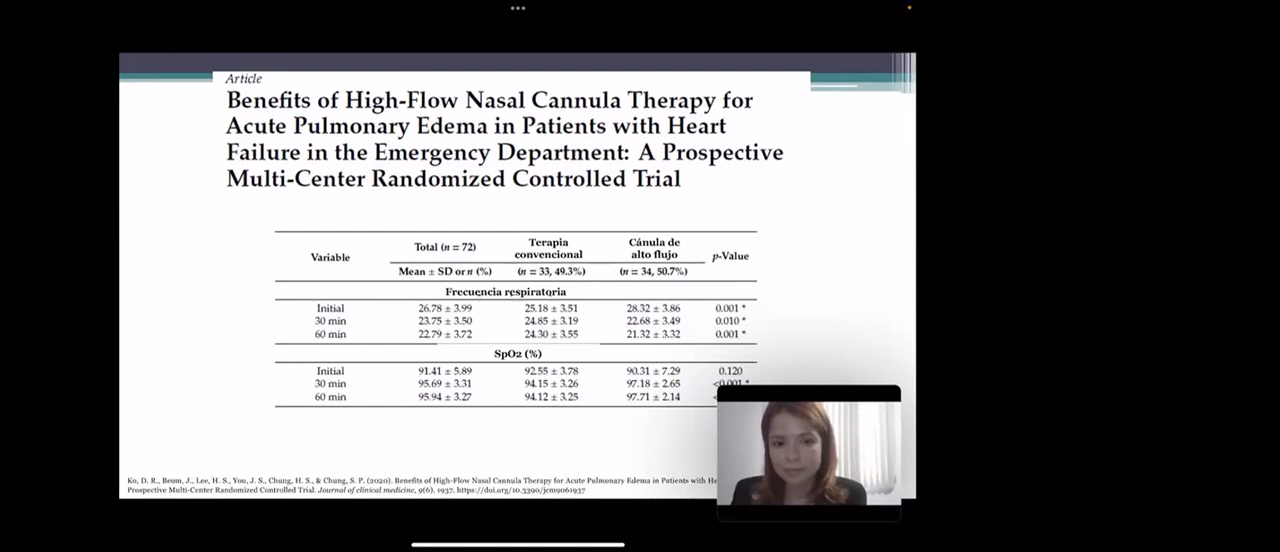 Article
Benefits of High-Flow Nasal Cannula Therapy for
Acute Pulmonary Edema in Patients with Heart
Failure in the Emergency Department: A Prospective
Multi-Center Randomized Controlled Trial
Variable Total (n = 72) Terapia convencional Cánula de alto flujo p-Value
Mean ± SD or n (%) (n = 33, 49.3%) (n = 34, 50.7%)
Frecuencia respiratoria
Initial 26.78 ± 3.99 25.18 ± 3.51 28.32 ± 3.86 0.001 *
30 min 23.75 ± 3.50 24.85 ± 3.19 22.68 ± 3.49 0.010 *
60 min 22.79 ± 3.72 24.30 ± 3.55 21.32 ± 3.32 0.001 *
SpO2 (%)
Initial 91.41 ± 5.89 92.55 ± 3.78 90.31 ± 7.29 0.120
30 min 95.69 ± 3.31 94.15 ± 3.26 97.18 ± 2.65 <0.001 *
60 min 95.94 ± 3.27 94.12 ± 3.25 97.71 ± 2.14
Ko, D. R., Beom, J., Lee, H. S., You, J. S., Chung, H. S., & Chung, S. P. (2020). Benefits of High-Flow Nasal Cannula Therapy for Acute Pulmonary Edema in Patients with
Prospective Multi-Center Randomized Controlled Trial. Journal of clinical medicine, 9(6), 1937. https://doi.org/10.3390/jcm9061937